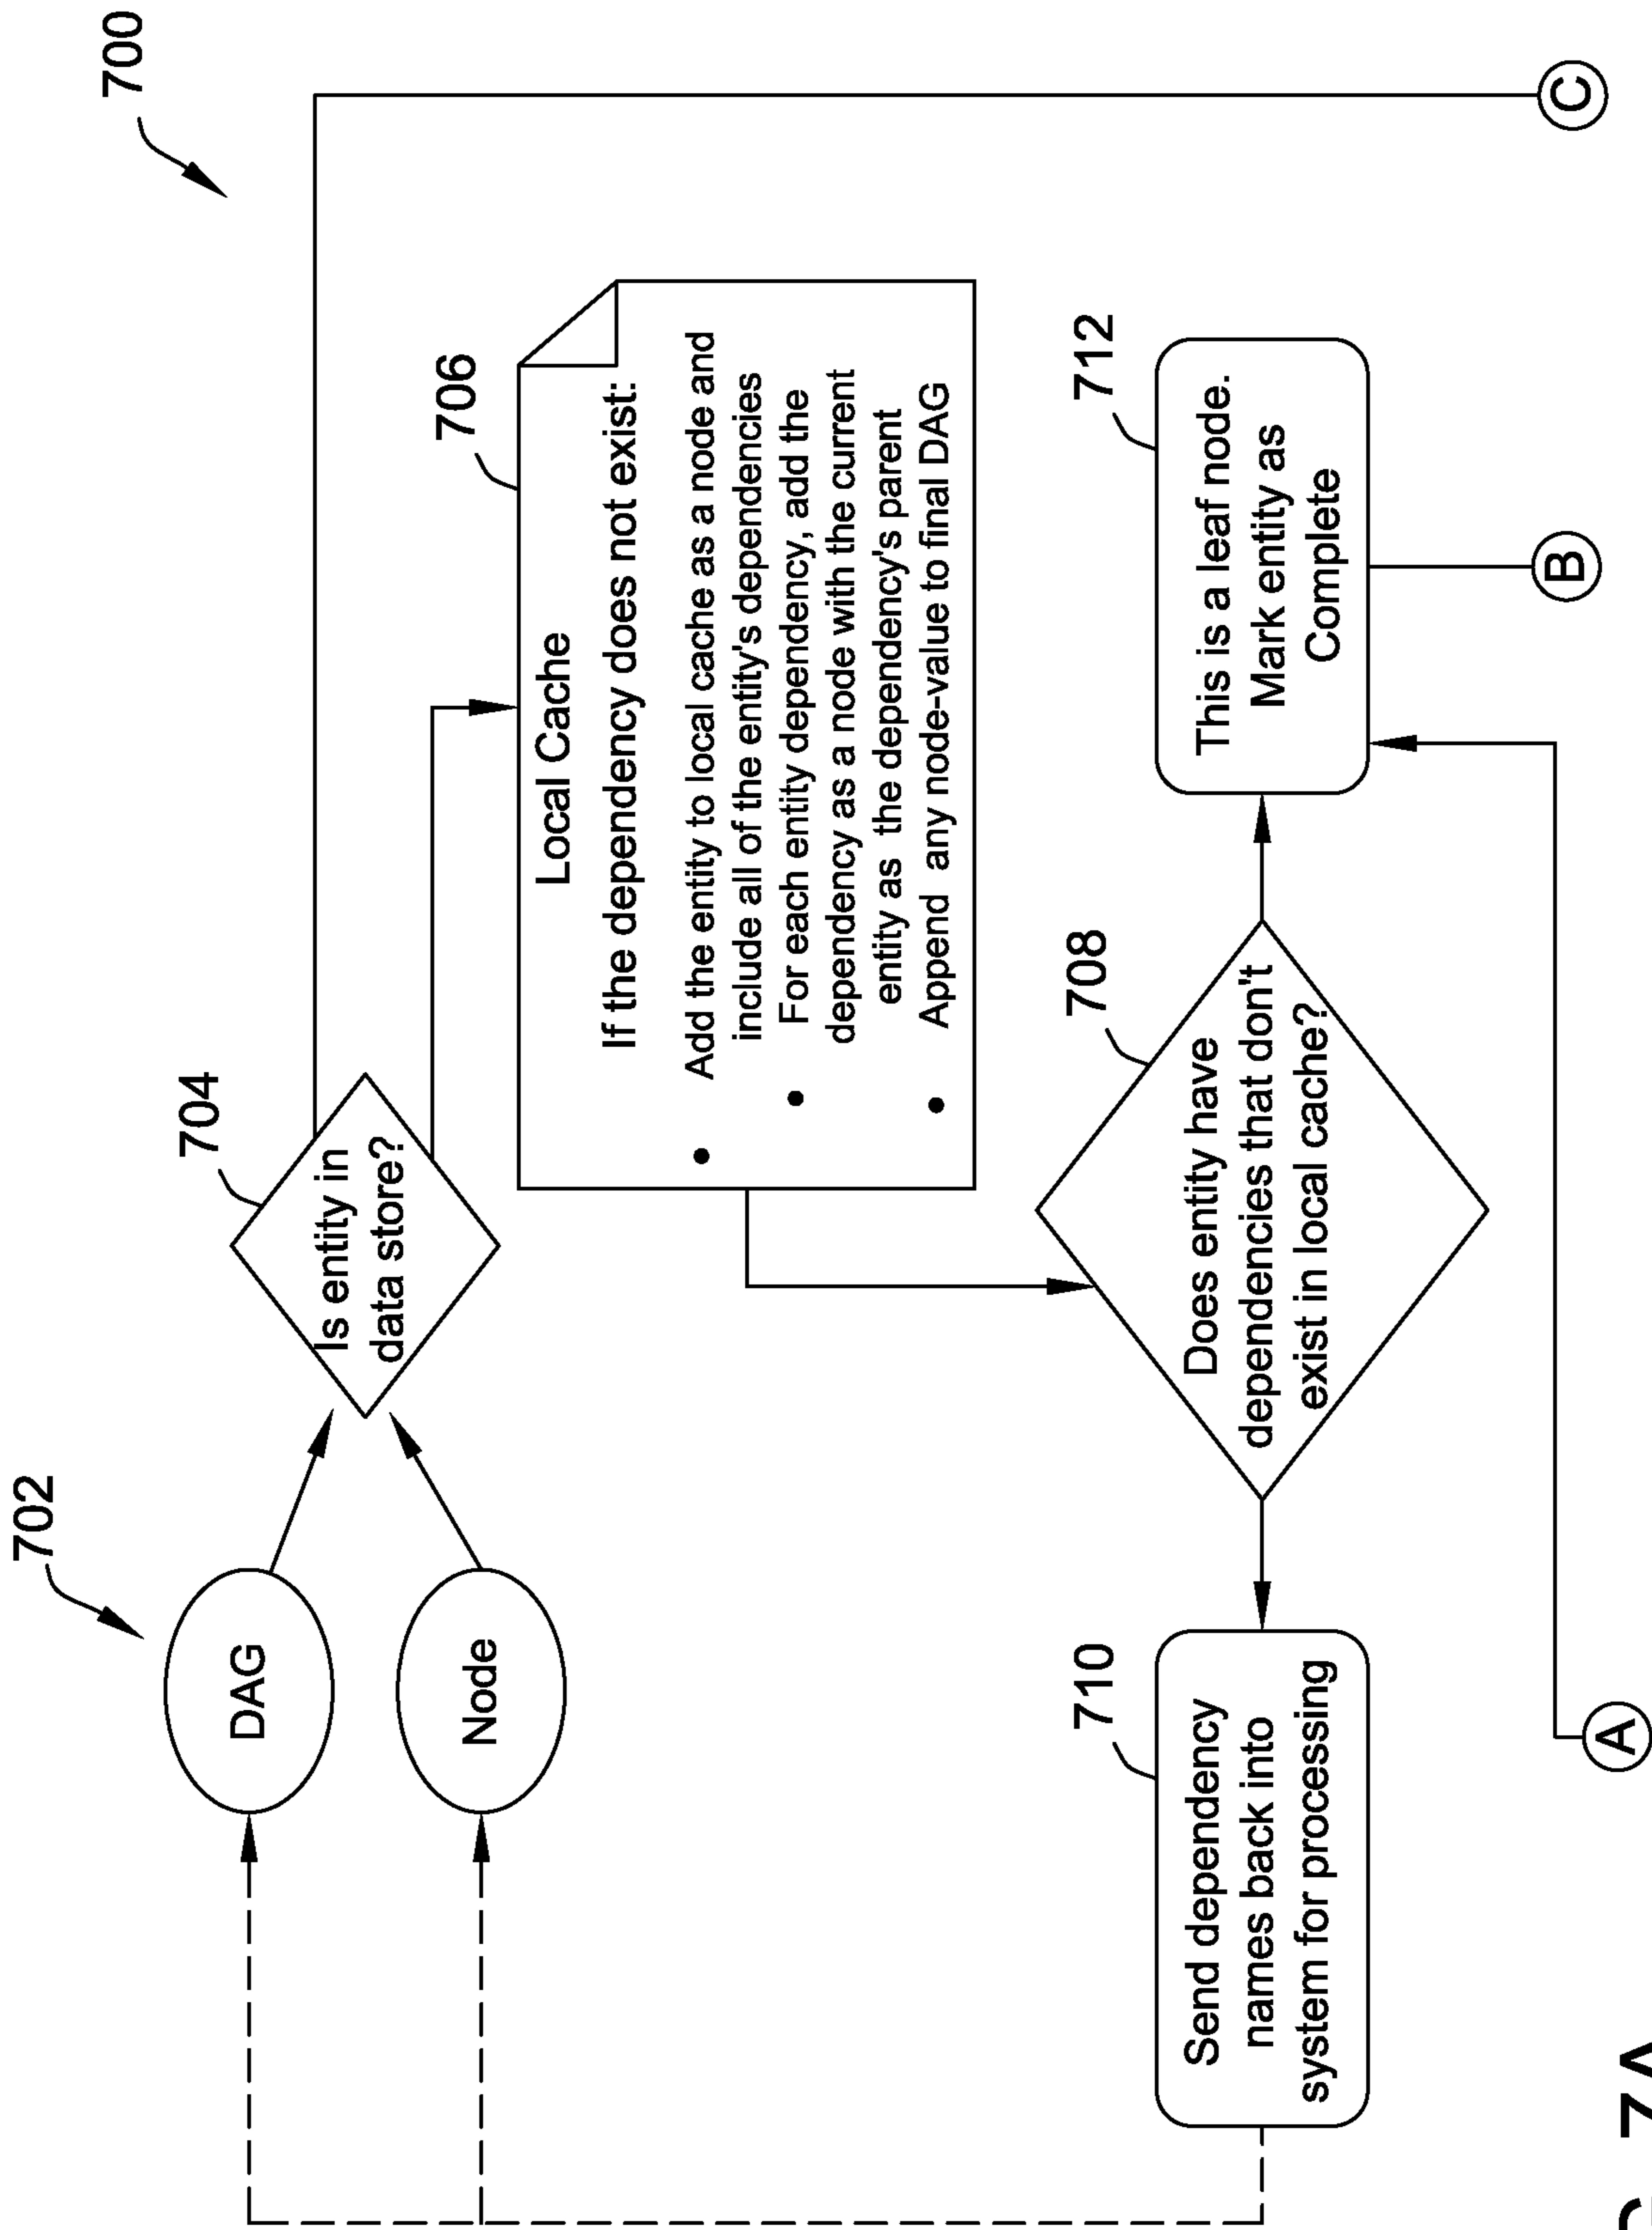 700
702
DAG
Node
704
Is entity in
data store?
706
Local Cache
If the dependency does not exist:
• Add the entity to local cache as a node and
include all of the entity's dependencies
• For each entity dependency, add the
dependency as a node with the current
entity as the dependency's parent
• Append any node-value to final DAG
708
Does entity have
dependencies that don't
exist in local cache?
710
Send dependency
names back into
system for processing
712
This is a leaf node.
Mark entity as
Complete
A
B
C
7A